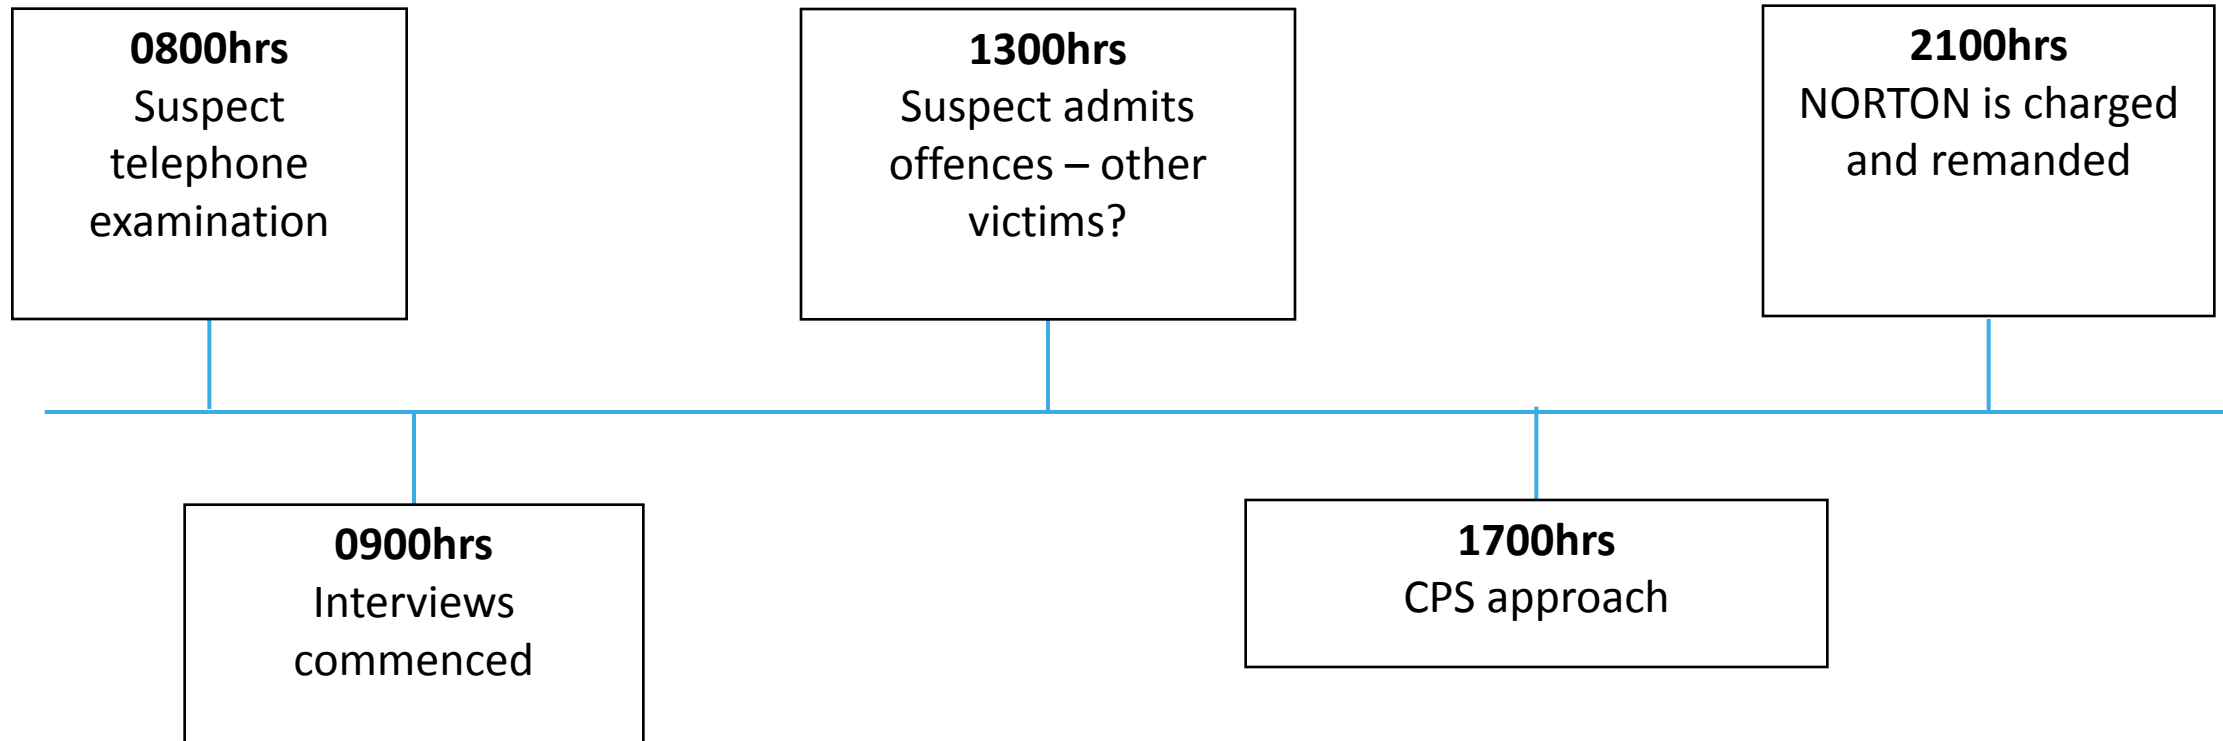 0800hrs
Suspect
telephone
examination
0900hrs
Interviews
commenced
1300hrs
Suspect admits
offences – other
victims?
1700hrs
CPS approach
2100hrs
NORTON is charged
and remanded